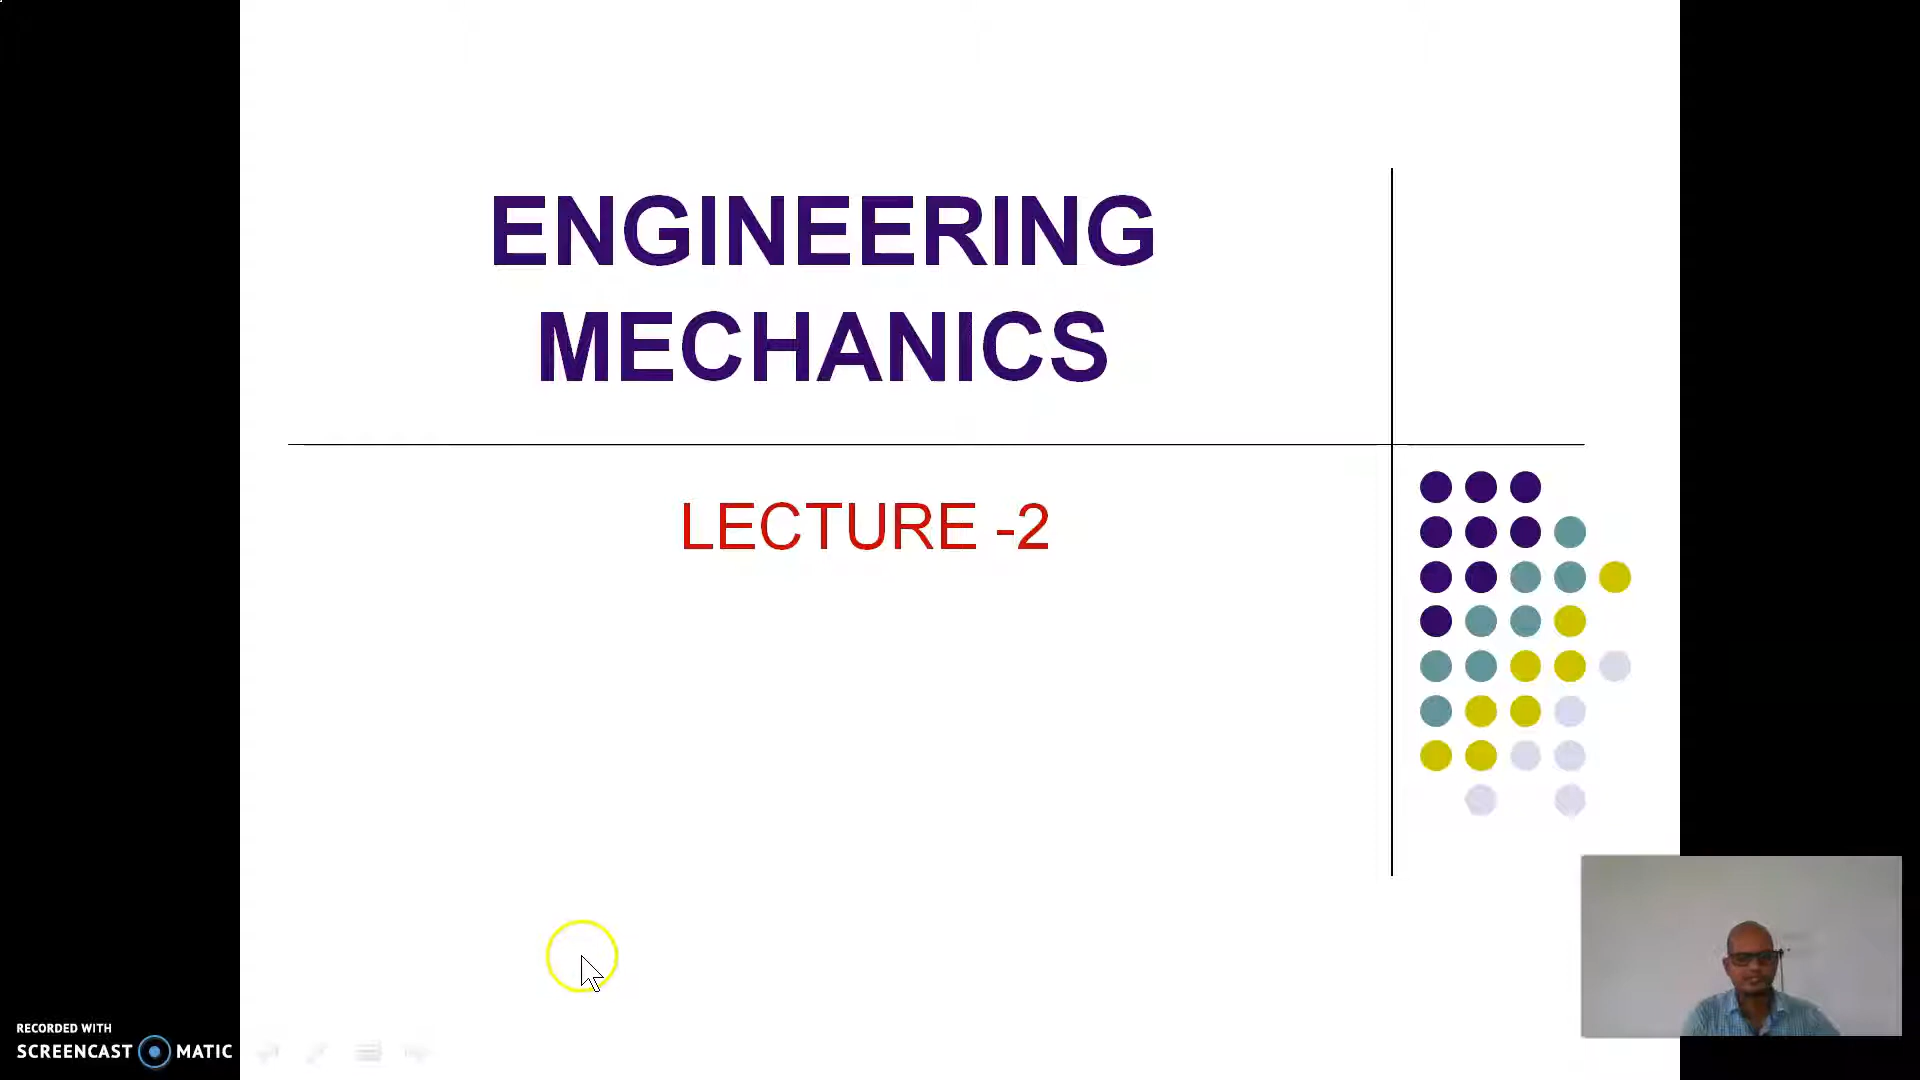 ENGINEERING
MECHANICS
LECTURE -2
RECORDED WITH
SCREENCAST MATIC